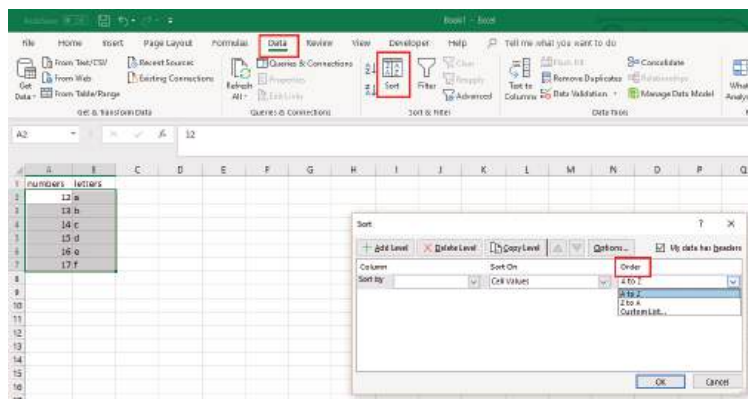 Book1 - Excel
File Home Insert Page Layout Formulas Data Review View Developer Help Tell me what you want to do
Get Data
From Text/CSV
From Web
From Table/Range
Recent Sources
Existing Connections
Get & Transform Data
Refresh All
Queries & Connections
Properties
Edit Links
Queries & Connections
Sort
Filter
Clear
Reapply
Advanced
Sort & Filter
Text to Columns
Flash Fill
Remove Duplicates
Data Validation
Consolidate
Relationships
Manage Data Model
Data Tools
What
Analys
A2 fx 12
A B C D E F G H I J K L M N O P Q
1 numbers letters
2 12 a
3 13 b
4 14 c
5 15 d
6 16 e
7 17 f
8
9
10
11
12
13
14
15
16
Sort ? ×
Add Level Delete Level Copy Level Options... My data has headers
Column Sort On Order
Sort by Cell Values A to Z
A to Z
Z to A
Custom List...
OK Cancel